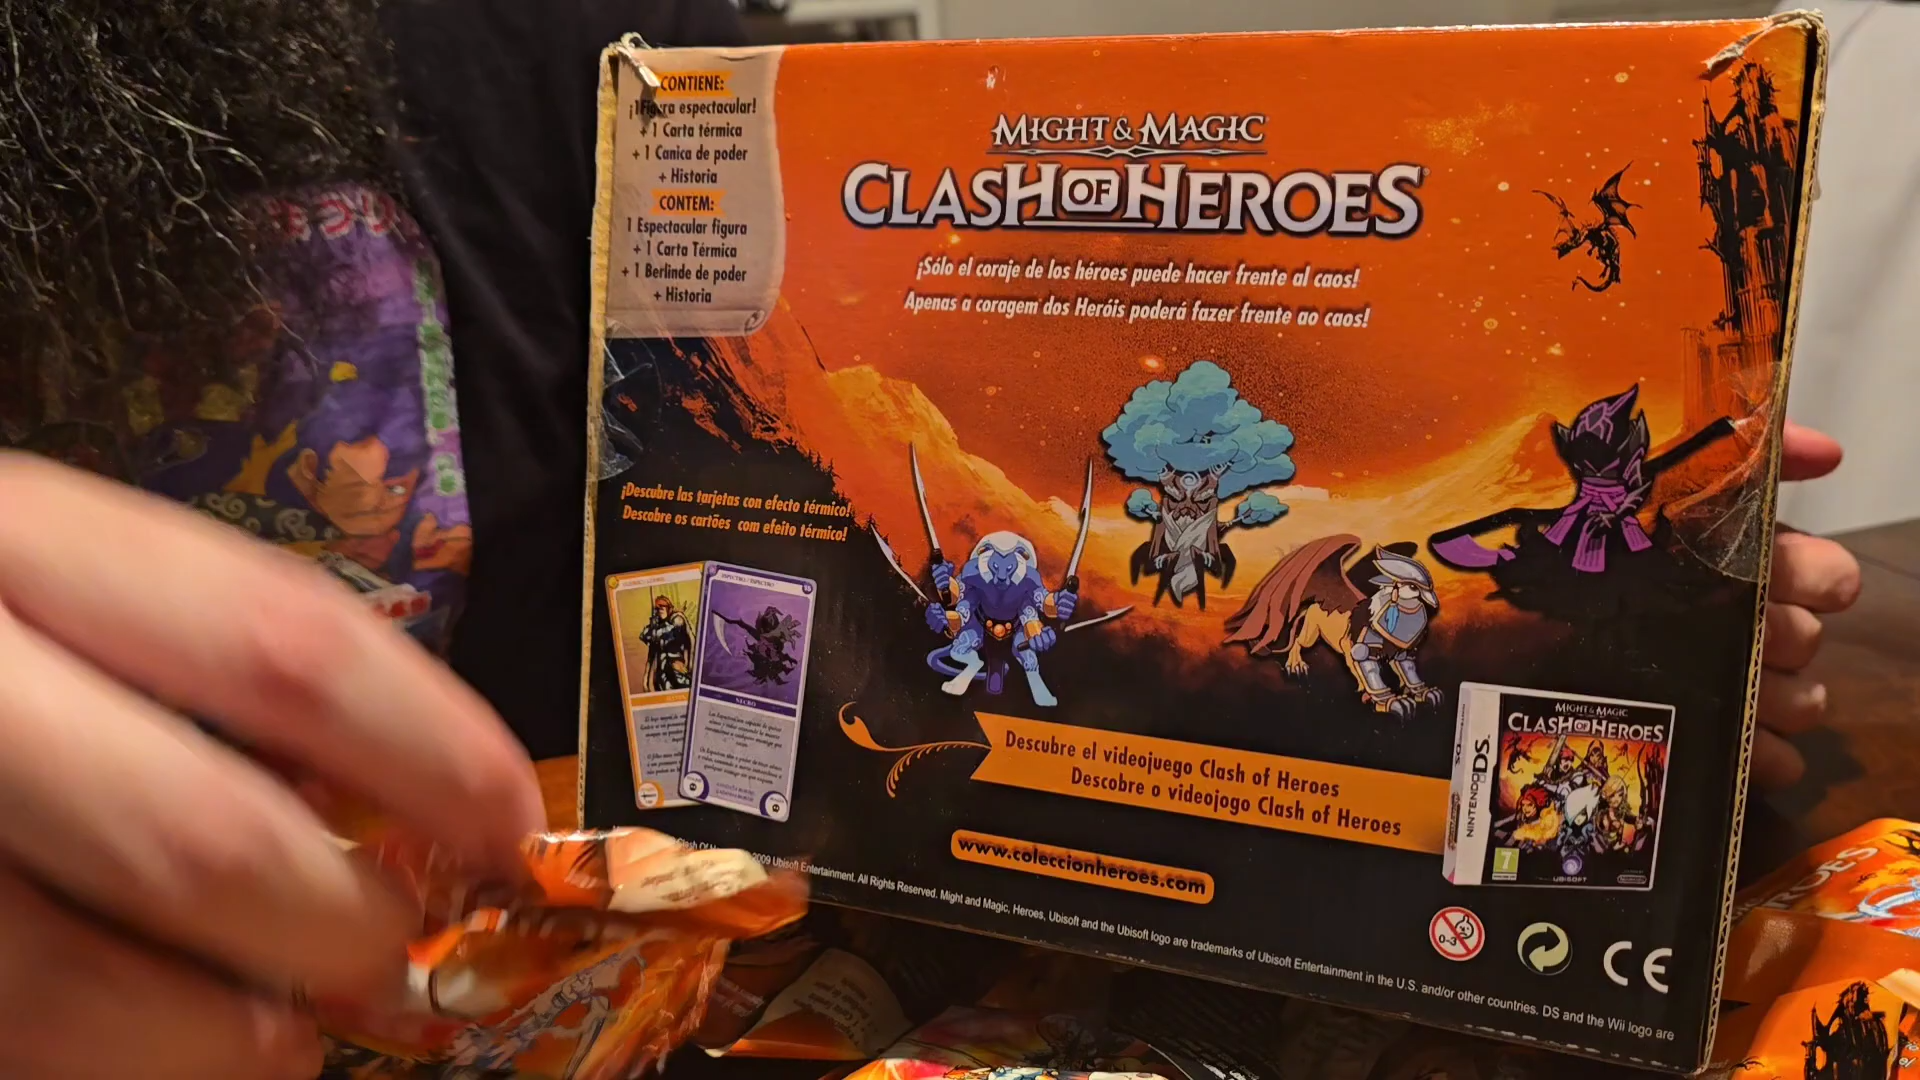 CONTIENE:
¡1 Figura espectacular!
+ 1 Carta térmica
+ 1 Canica de poder
+ Historia
CONTEM:
1 Espectacular figura
+ 1 Carta Térmica
+ 1 Berlinde de poder
+ Historia
MIGHT & MAGIC
CLASH OF HEROES
¡Sólo el coraje de los héroes puede hacer frente al caos!
Apenas a coragem dos Heróis poderá fazer frente ao caos!
¡Descubre las tarjetas con efecto térmico!
Descobre os cartões com efeito térmico!
ESPECTRO / ESPECTRO
NECRO
Descubre el videojuego Clash of Heroes
Descobre o videojogo Clash of Heroes
MIGHT & MAGIC
CLASH OF HEROES
NINTENDO DS
7
UBISOFT
www.coleccionheroes.com
2009 Ubisoft Entertainment. All Rights Reserved. Might and Magic, Heroes, Ubisoft and the Ubisoft logo are trademarks of Ubisoft Entertainment in the U.S. and/or other countries. DS and the Wii logo are
0-3
CE
HEROES